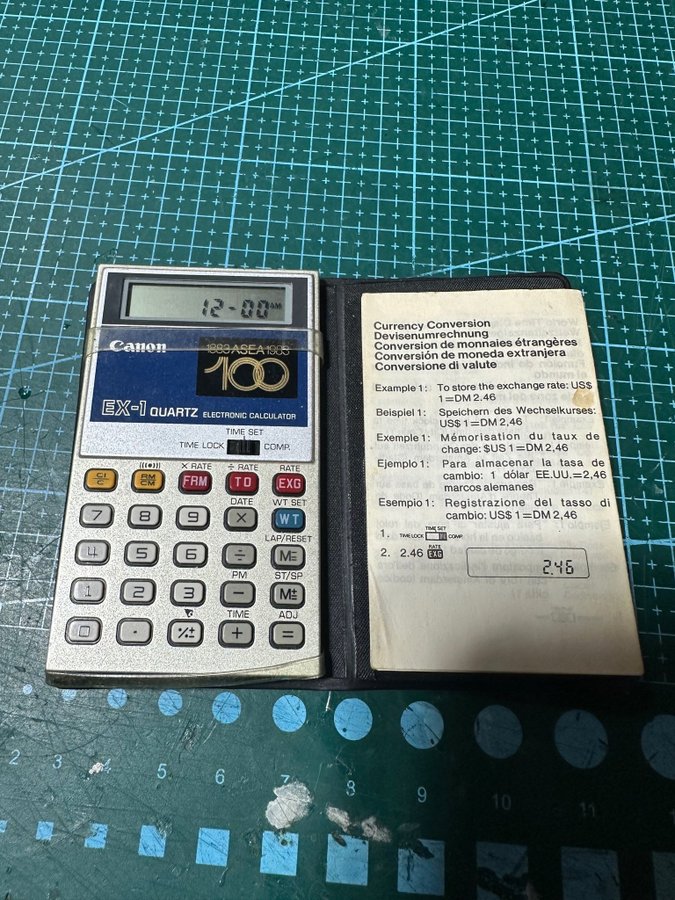 12-00 AM
Canon
1883 ASEA 1983
100
EX-1 QUARTZ ELECTRONIC CALCULATOR
TIME SET
TIME LOCK COMP.
× RATE ÷ RATE RATE
CI/C RM/CM FRM TO EXG
DATE WT SET
7 8 9 × WT
LAP/RESET
4 5 6 ÷ M=
PM ST/SP
1 2 3 − M±
TIME ADJ
0 · %± + =
Currency Conversion
Devisenumrechnung
Conversion de monnaies étrangères
Conversión de moneda extranjera
Conversione di valute
Example 1: To store the exchange rate: US$
1=DM 2.46
Beispiel 1: Speichern des Wechselkurses:
US$ 1=DM 2,46
Exemple 1: Mémorisation du taux de
change: $US 1=DM 2,46
Ejemplo 1: Para almacenar la tasa de
cambio: 1 dólar EE.UU.=2,46
marcos alemanes
Esempio 1: Registrazione del tasso di
cambio: US$ 1=DM 2,46
1. TIME LOCK TIME SET COMP.
RATE
2. 2.46 EXG
2.46
2 3 4 5 6 7 8 9 10 11